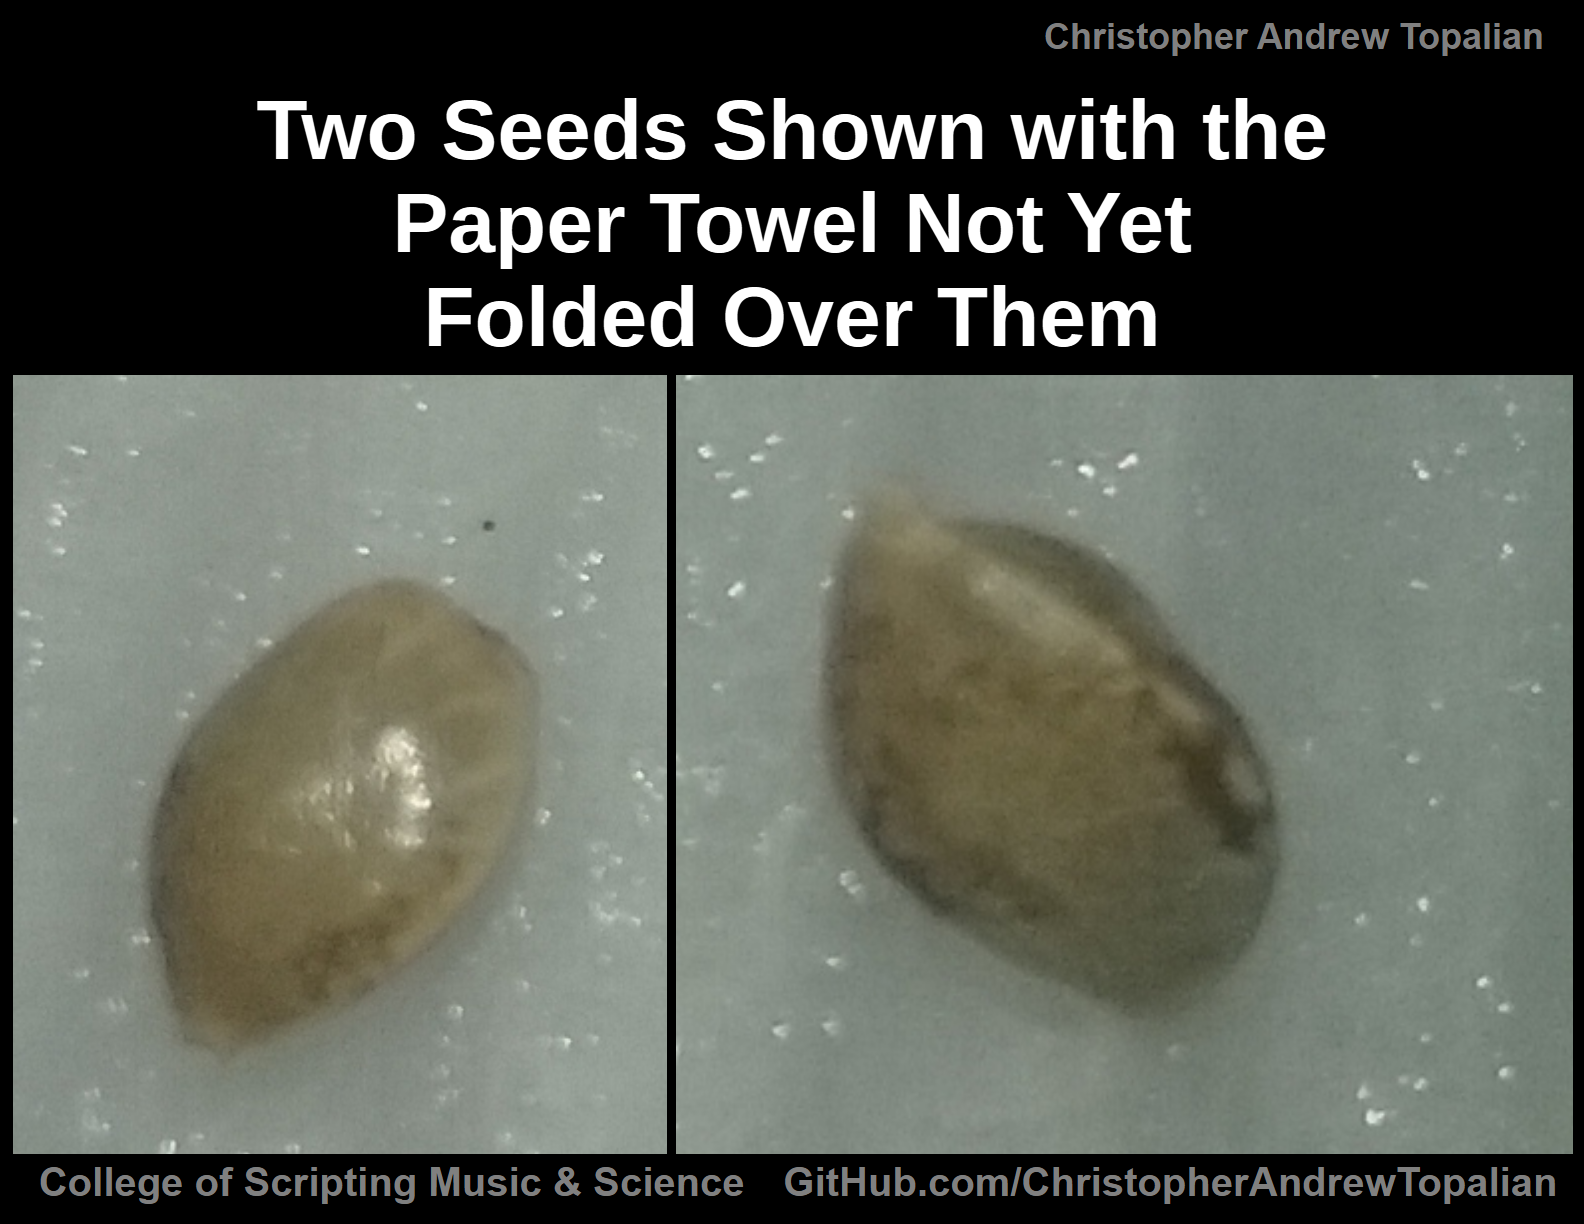 Christopher Andrew Topalian
Two Seeds Shown with the
Paper Towel Not Yet
Folded Over Them
College of Scripting Music & Science
GitHub.com/ChristopherAndrewTopalian